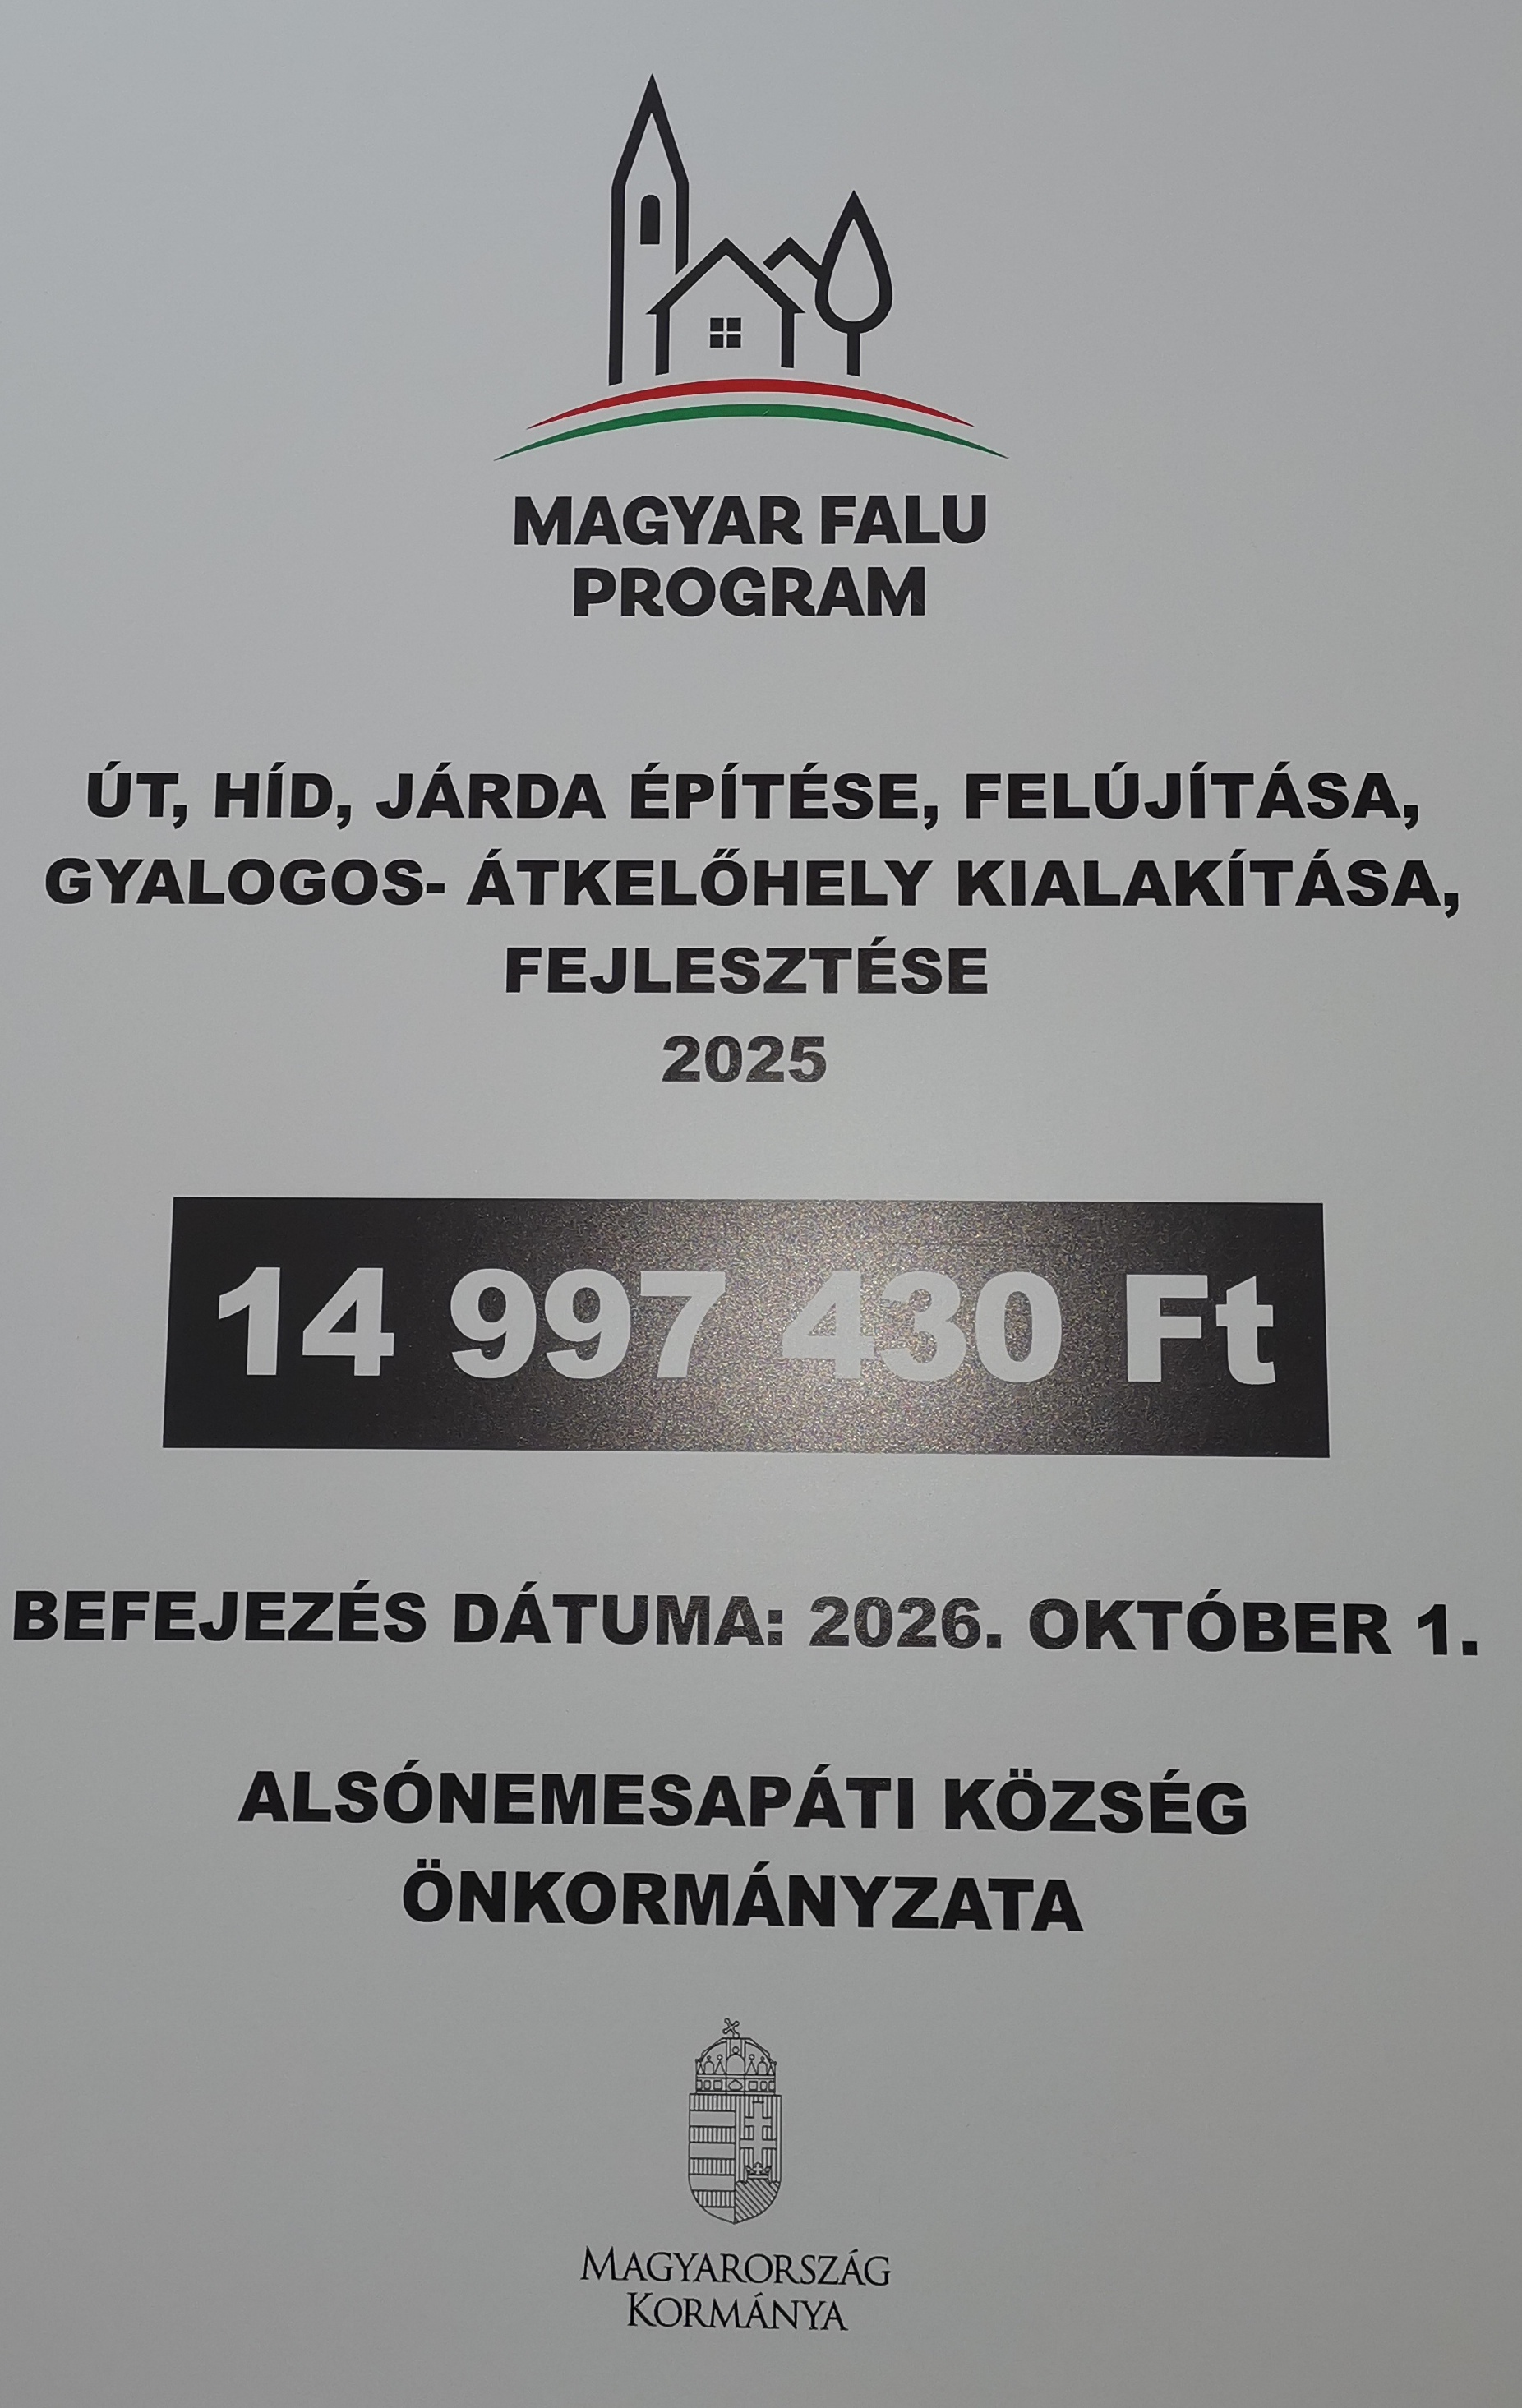 MAGYAR FALU
PROGRAM
ÚT, HÍD, JÁRDA ÉPÍTÉSE, FELÚJÍTÁSA,
GYALOGOS- ÁTKELŐHELY KIALAKÍTÁSA,
FEJLESZTÉSE
2025
14 997 430 Ft
BEFEJEZÉS DÁTUMA: 2026. OKTÓBER 1.
ALSÓNEMESAPÁTI KÖZSÉG
ÖNKORMÁNYZATA
MAGYARORSZÁG
KORMÁNYA